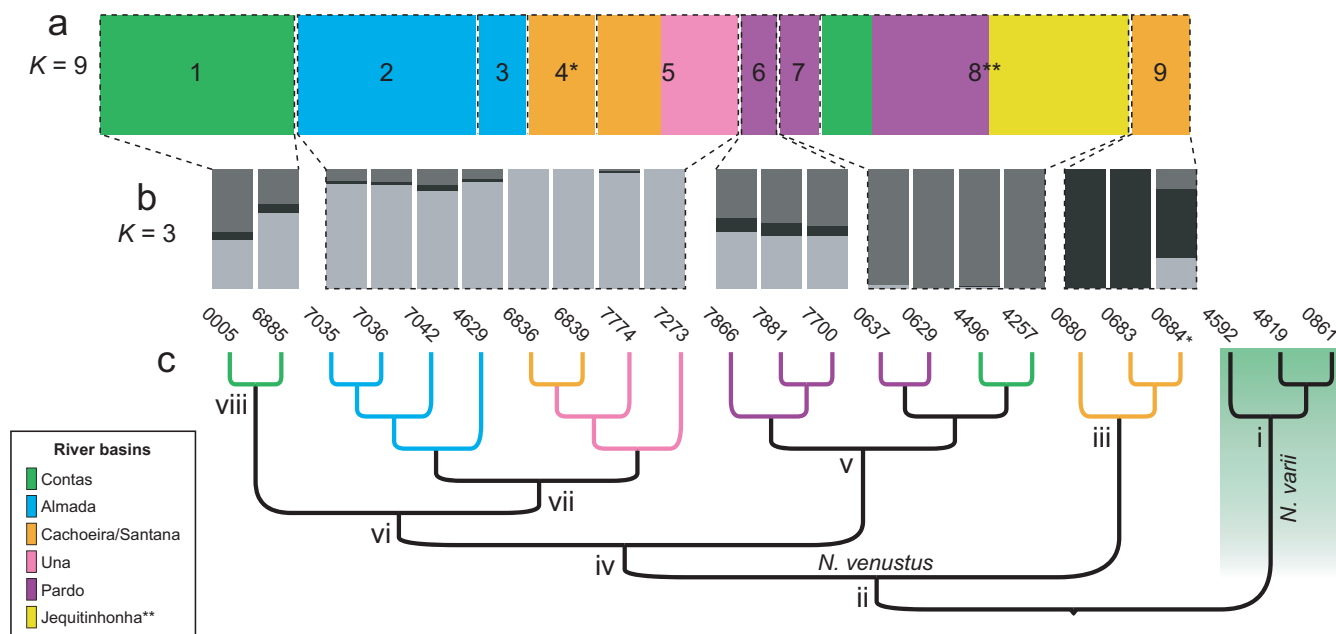 a
K = 9
1 2 3 4* 5 6 7 8** 9
b
K = 3
0005 6885 7035 7036 7042 4629 6836 6839 7774 7273 7866 7881 7700 0637 0629 4496 4257 0680 0683 0684* 4592 4819 0861
c
viii
iii
i
v
vii
vi
iv
ii
N. venustus
N. varii
River basins
Contas
Almada
Cachoeira/Santana
Una
Pardo
Jequitinhonha**